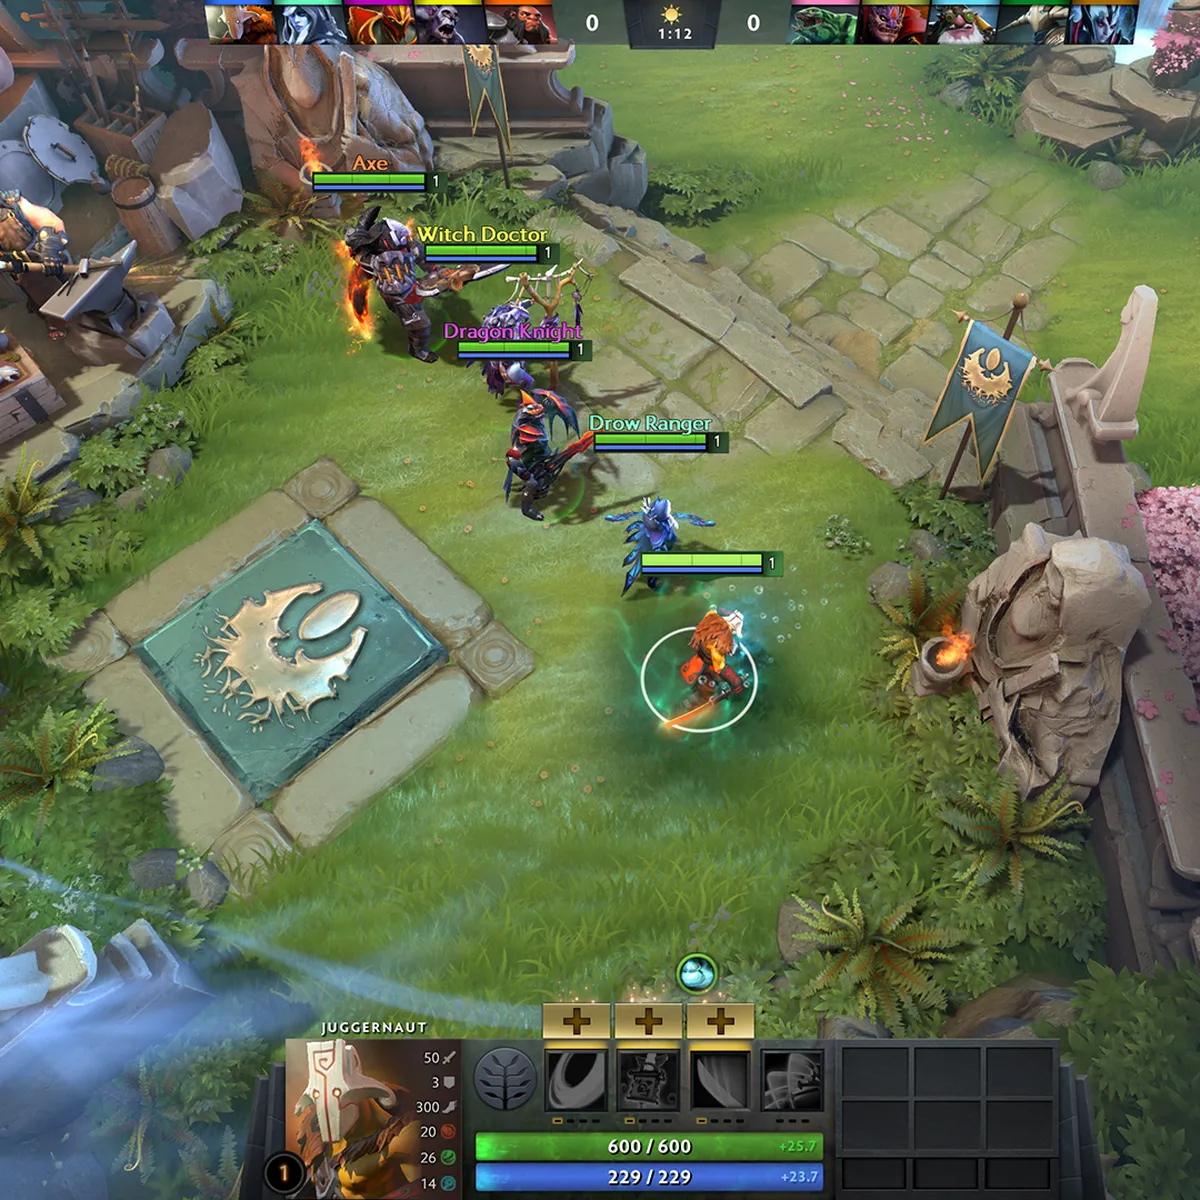 0 1:12 0
Axe
1
Witch Doctor
1
Dragon Knight
1
Drow Ranger
1
1
JUGGERNAUT
50
3
300
20
26
14
1
600 / 600 +25.7
229 / 229 +23.7